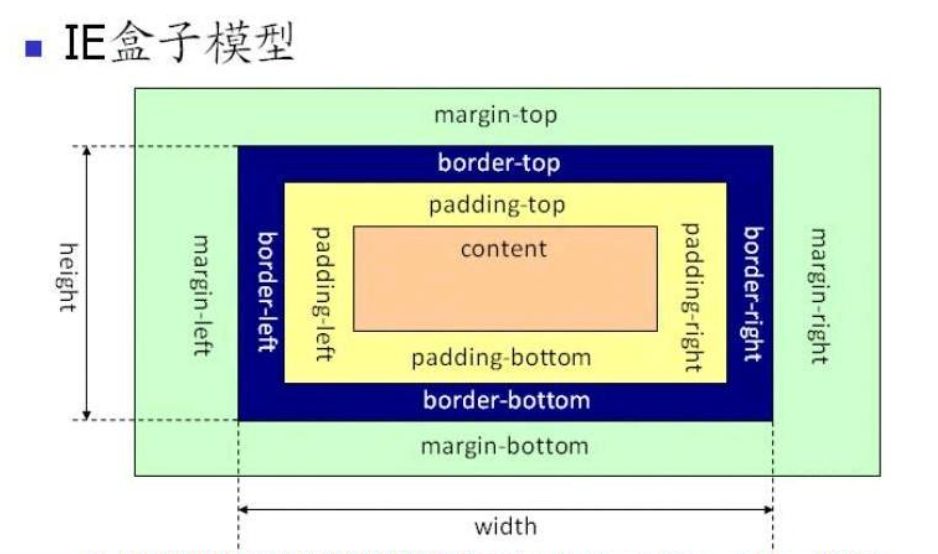 IE盒子模型
margin-top
border-top
padding-top
content
height
margin-left
border-left
padding-left
padding-right
border-right
margin-right
padding-bottom
border-bottom
margin-bottom
width